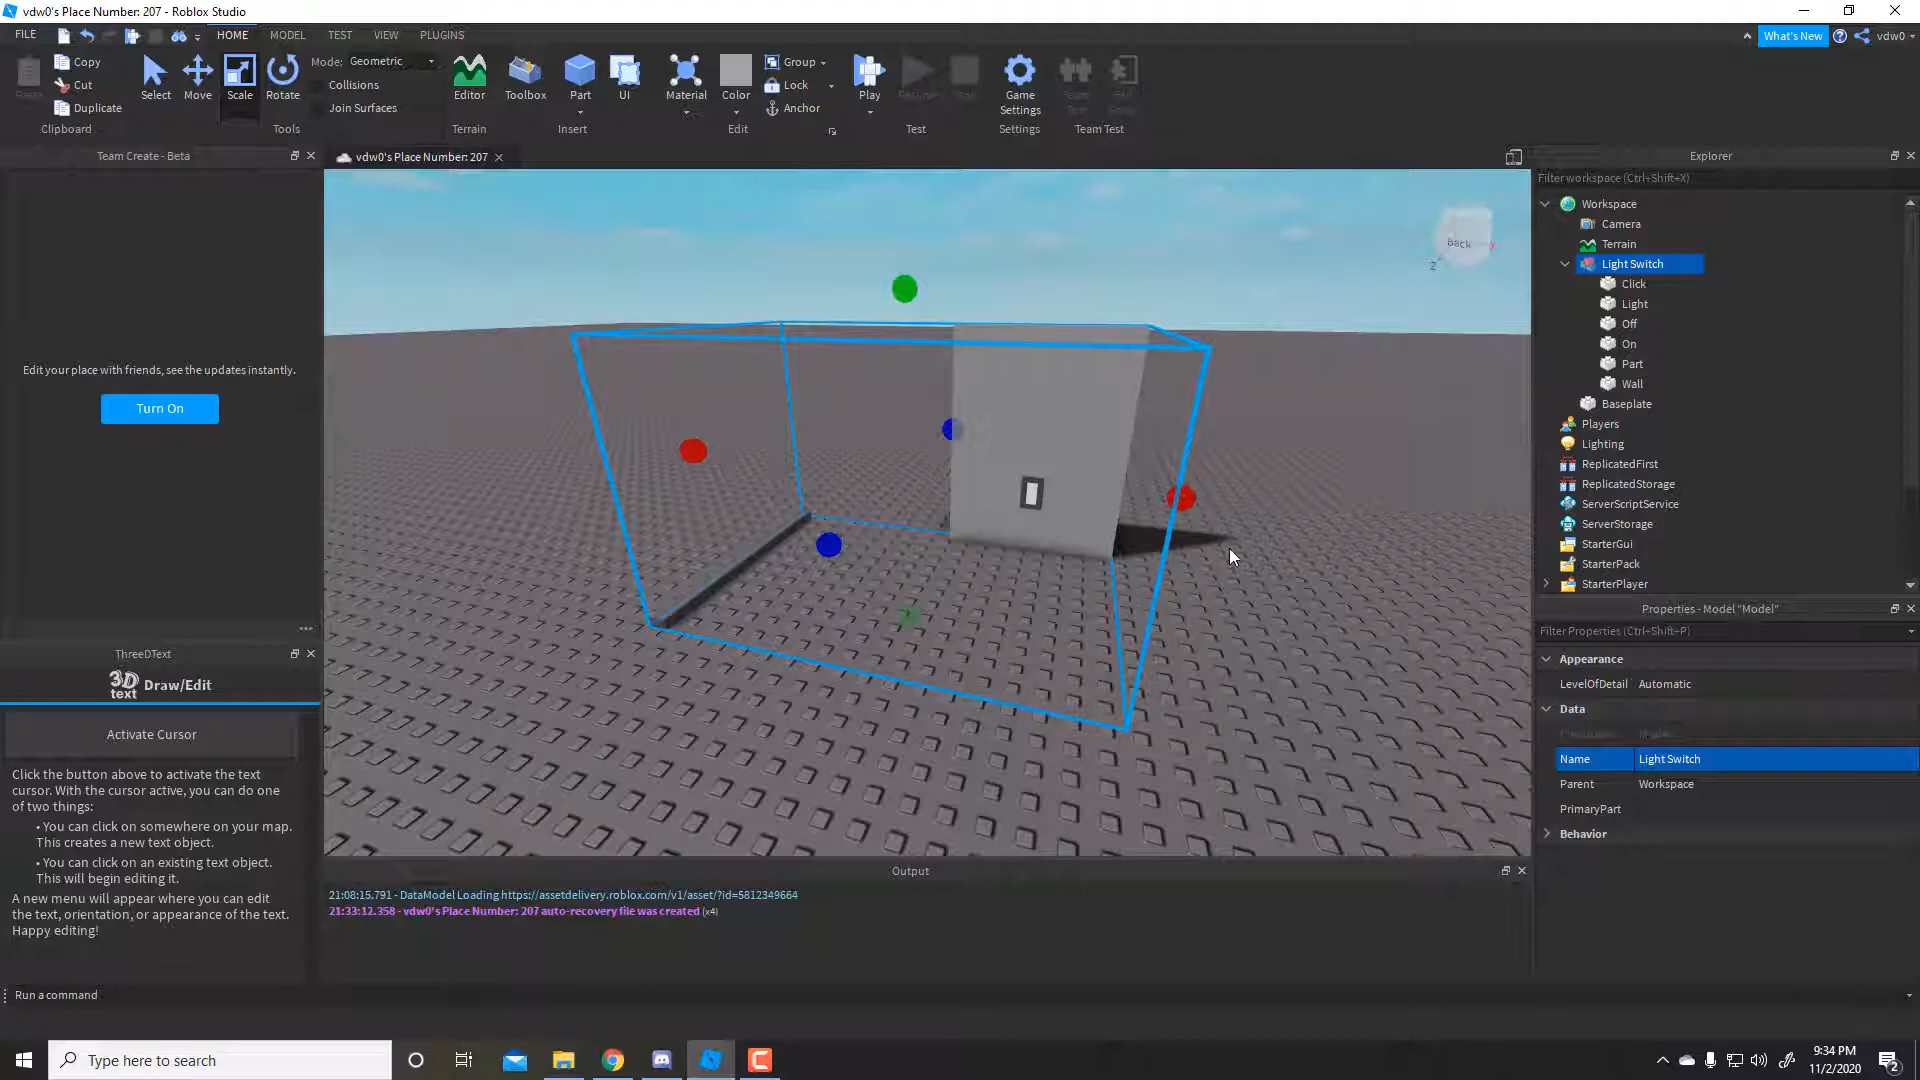 vdw0's Place Number: 207 - Roblox Studio
FILE
HOME
MODEL
TEST
VIEW
PLUGINS
What's New
vdw0
Copy
Cut
Duplicate
Clipboard
Select
Move
Scale
Rotate
Mode: Geometric
Collisions
Join Surfaces
Tools
Editor
Terrain
Toolbox
Part
UI
Insert
Material
Color
Group
Lock
Anchor
Edit
Play
Test
Game
Settings
Settings
Team Test
Team Create - Beta
vdw0's Place Number: 207
Edit your place with friends, see the updates instantly.
Turn On
ThreeDText
3D
text
Draw/Edit
Activate Cursor
Click the button above to activate the text
cursor. With the cursor active, you can do one
of two things:
• You can click on somewhere on your map.
This creates a new text object.
• You can click on an existing text object.
This will begin editing it.
A new menu will appear where you can edit
the text, orientation, or appearance of the text.
Happy editing!
Back
X
Z
Output
21:08:15.791 - DataModel Loading https://assetdelivery.roblox.com/v1/asset/?id=5812349664
21:33:12.358 - vdw0's Place Number: 207 auto-recovery file was created (x4)
Run a command
Explorer
Filter workspace (Ctrl+Shift+X)
Workspace
Camera
Terrain
Light Switch
Click
Light
Off
On
Part
Wall
Baseplate
Players
Lighting
ReplicatedFirst
ReplicatedStorage
ServerScriptService
ServerStorage
StarterGui
StarterPack
StarterPlayer
Properties - Model "Model"
Filter Properties (Ctrl+Shift+P)
Appearance
LevelOfDetail Automatic
Data
Name Light Switch
Parent Workspace
PrimaryPart
Behavior
Type here to search
9:34 PM
11/2/2020
2